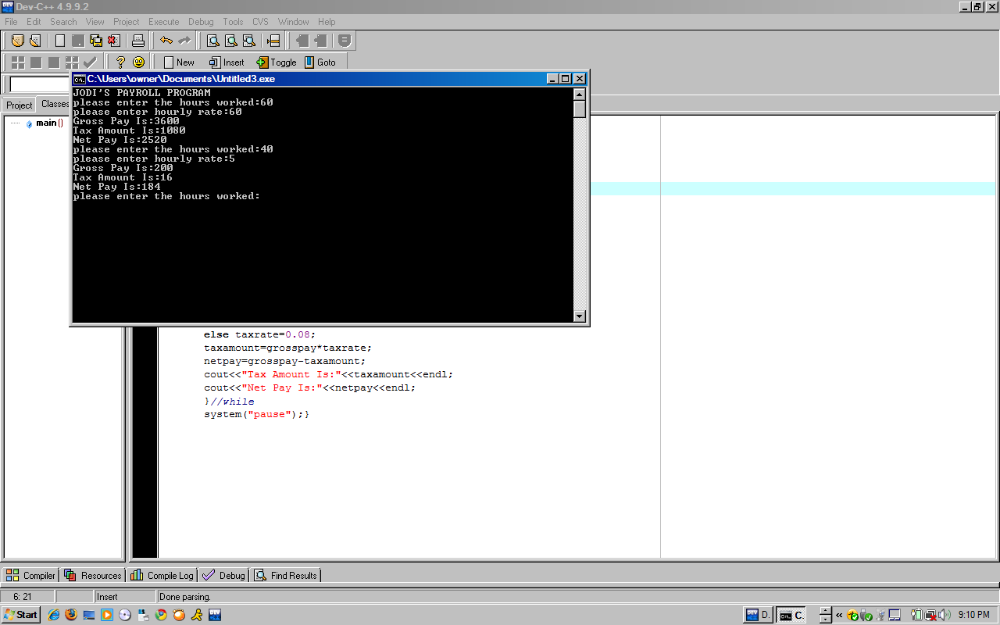 Dev-C++ 4.9.9.2
File Edit Search View Project Execute Debug Tools CVS Window Help
New Insert Toggle Goto
C:\Users\owner\Documents\Untitled3.exe
Project Classes
main()
JODI'S PAYROLL PROGRAM
please enter the hours worked:60
please enter hourly rate:60
Gross Pay Is:3600
Tax Amount Is:1080
Net Pay Is:2520
please enter the hours worked:40
please enter hourly rate:5
Gross Pay Is:200
Tax Amount Is:16
Net Pay Is:184
please enter the hours worked:
else taxrate=0.08;
taxamount=grosspay*taxrate;
netpay=grosspay-taxamount;
cout<<"Tax Amount Is:"<<taxamount<<endl;
cout<<"Net Pay Is:"<<netpay<<endl;
}//while
system("pause");}
Compiler Resources Compile Log Debug Find Results
6: 21 Insert Done parsing.
Start D. C. « 9:10 PM